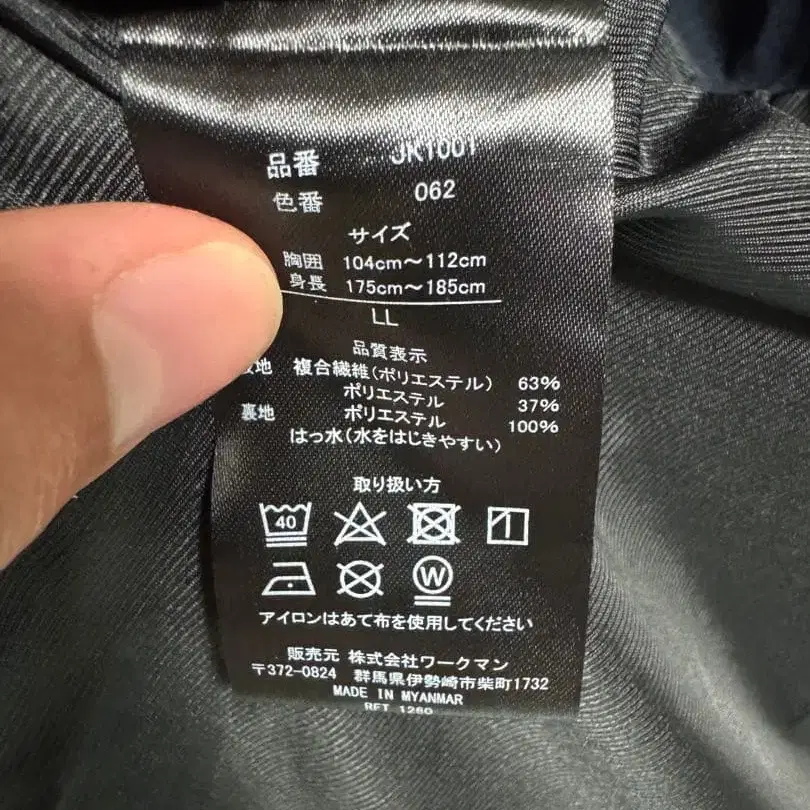 品番 JK1001
色番 062
サイズ
胸囲 104cm～112cm
身長 175cm～185cm
LL
品質表示
地 複合繊維(ポリエステル) 63%
ポリエステル 37%
裏地 ポリエステル 100%
はっ水(水をはじきやすい)
取り扱い方
40
W
アイロンはあて布を使用してください
販売元 株式会社ワークマン
〒372-0824 群馬県伊勢崎市柴町1732
MADE IN MYANMAR
RFT 1260